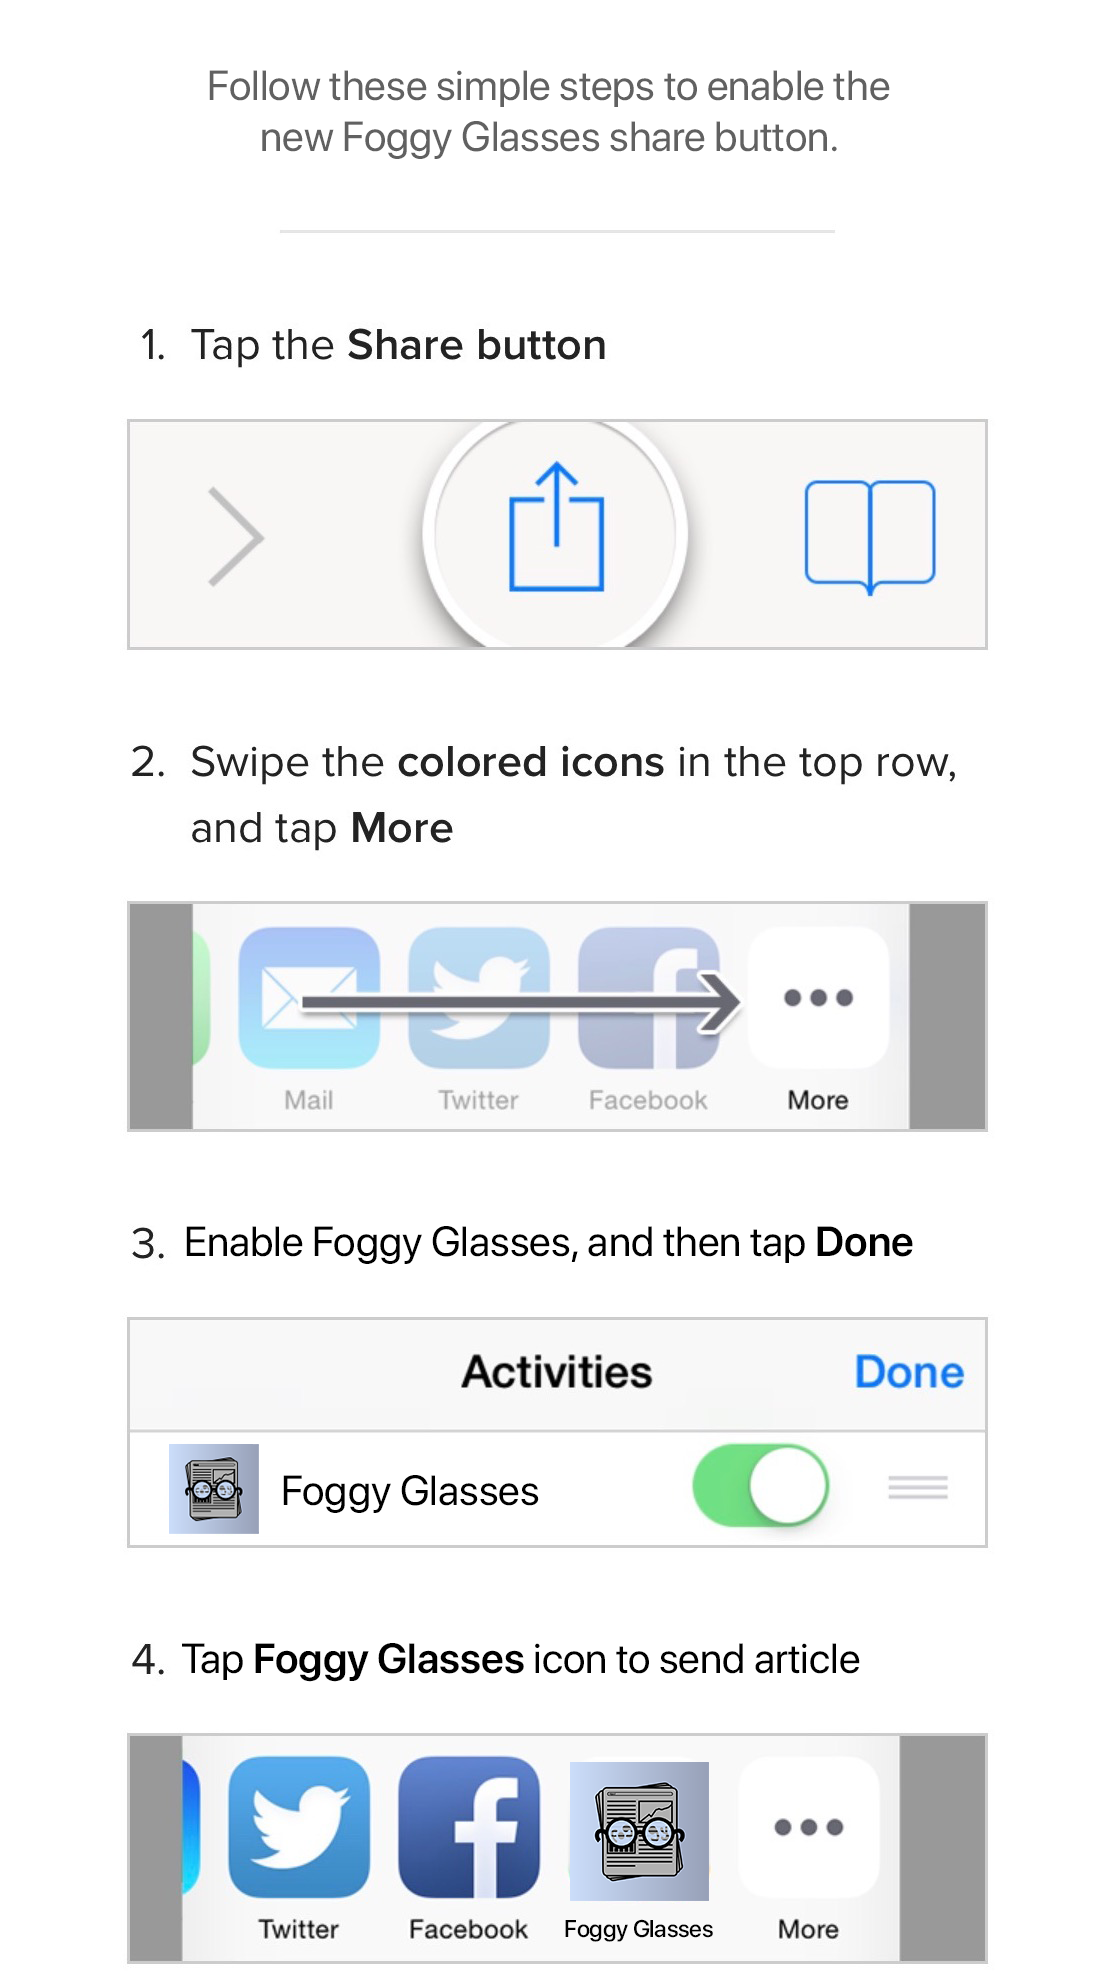 Follow these simple steps to enable the
new Foggy Glasses share button.
1. Tap the Share button
2. Swipe the colored icons in the top row,
and tap More
Mail Twitter Facebook More
3. Enable Foggy Glasses, and then tap Done
Activities Done
Foggy Glasses
4. Tap Foggy Glasses icon to send article
Twitter Facebook Foggy Glasses More